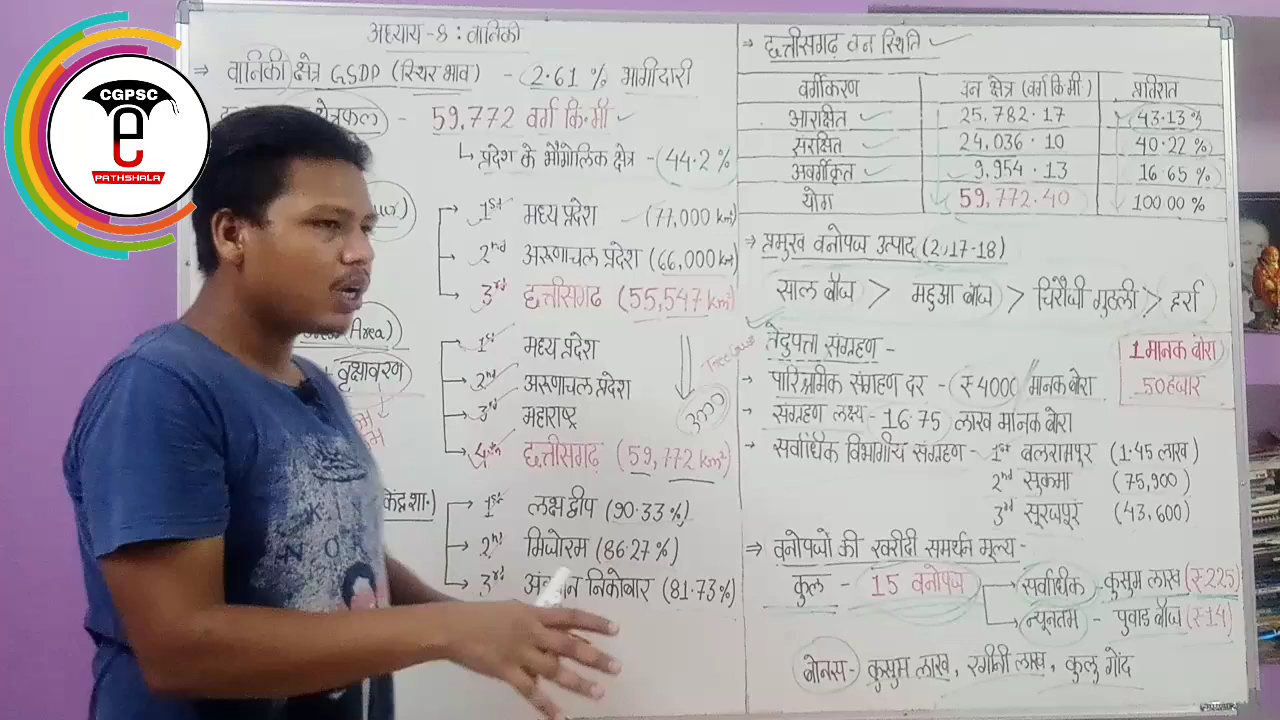 CGPSC
e
PATHSHALA
अध्याय-8 : वानिकी
⇒ वानिकी क्षेत्र GSDP (स्थिर भाव) - 2.61 % भागीदारी
59,772 वर्ग कि.मी
प्रदेश के भौगोलिक क्षेत्र - (44.2 %
1st मध्य प्रदेश (77,000 km²)
2nd अरूणाचल प्रदेश (66,000 km²)
3rd छत्तीसगढ़ (55,547 km²)
Area)
वृक्षावरण
1st मध्य प्रदेश
2nd अरूणाचल प्रदेश
3rd महाराष्ट्र
3000
4th छत्तीसगढ़ (59,772 km²)
केंद्र शा.)
1st लक्ष द्वीप (90.33 %)
2nd मिजोरम (86.27 %)
3rd निकोबार (81.73 %)
⇒ छत्तीसगढ़ वन स्थिति
वर्गीकरण वन क्षेत्र (वर्ग कि.मी) प्रतिशत
आरक्षित 25,782.17 43.13 %
संरक्षित 24,036.10 40.22 %
अवर्गीकृत 9,954.13 16.65 %
योग 59,772.40 100.00 %
⇒ प्रमुख वनोपज उत्पाद (2017-18)
साल बीज > महुआ बीज > चिरौंजी गुठली > हर्रा
तेंदुपत्ता संग्रहण -
1 मानक बोरा
50 हजार
पारिश्रमिक संग्रहण दर - ₹ 4000 मानक बोरा
संग्रहण लक्ष्य - 16.75 लाख मानक बोरा
सर्वाधिक विभागीय संग्रहण - 1st बलरामपुर (1.45 लाख)
2nd सुकमा (75,900)
3rd सूरजपुर (43,600)
⇒ वनोपजों की खरीदी समर्थन मूल्य -
कुल - 15 वनोपज
सर्वाधिक - कुसुम लाख (₹ 225)
न्यूनतम - पुवाड बीज (₹ 14)
बोनस - कुसुम लाख, रंगीनी लाख, कुलू गोंद